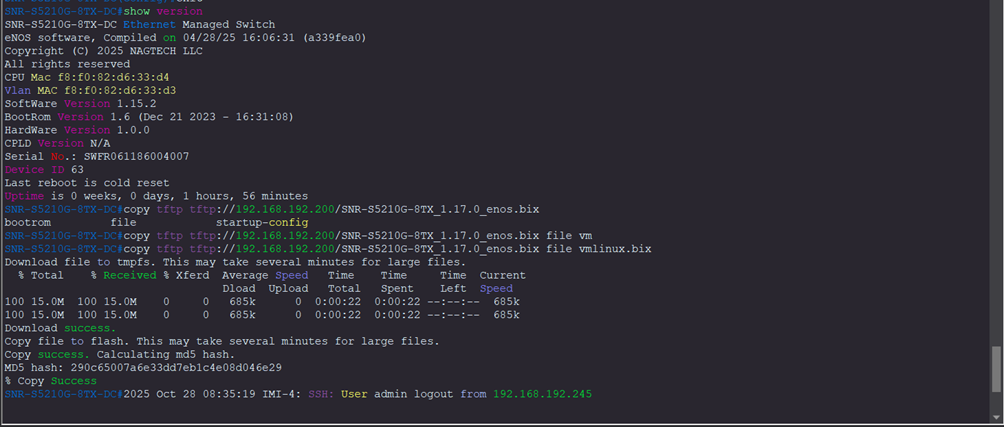 SNR-S5210G-8TX-DC#show version
SNR-S5210G-8TX-DC Ethernet Managed Switch
eNOS software, Compiled on 04/28/25 16:06:31 (a339fea0)
Copyright (C) 2025 NAGTECH LLC
All rights reserved
CPU Mac f8:f0:82:d6:33:d4
Vlan MAC f8:f0:82:d6:33:d3
SoftWare Version 1.15.2
BootRom Version 1.6 (Dec 21 2023 - 16:31:08)
HardWare Version 1.0.0
CPLD Version N/A
Serial No.: SWFR061186004007
Device ID 63
Last reboot is cold reset
Uptime is 0 weeks, 0 days, 1 hours, 56 minutes
SNR-S5210G-8TX-DC#copy tftp tftp://192.168.192.200/SNR-S5210G-8TX_1.17.0_enos.bix
bootrom file startup-config
SNR-S5210G-8TX-DC#copy tftp tftp://192.168.192.200/SNR-S5210G-8TX_1.17.0_enos.bix file vm
SNR-S5210G-8TX-DC#copy tftp tftp://192.168.192.200/SNR-S5210G-8TX_1.17.0_enos.bix file vmlinux.bix
Download file to tmpfs. This may take several minutes for large files.
% Total % Received % Xferd Average Speed Time Time Time Current
Dload Upload Total Spent Left Speed
100 15.0M 100 15.0M 0 0 685k 0 0:00:22 0:00:22 --:--:-- 685k
100 15.0M 100 15.0M 0 0 685k 0 0:00:22 0:00:22 --:--:-- 685k
Download success.
Copy file to flash. This may take several minutes for large files.
Copy success. Calculating md5 hash.
MD5 hash: 290c65007a6e33dd7eb1c4e08d046e29
% Copy Success
SNR-S5210G-8TX-DC#2025 Oct 28 08:35:19 IMI-4: SSH: User admin logout from 192.168.192.245